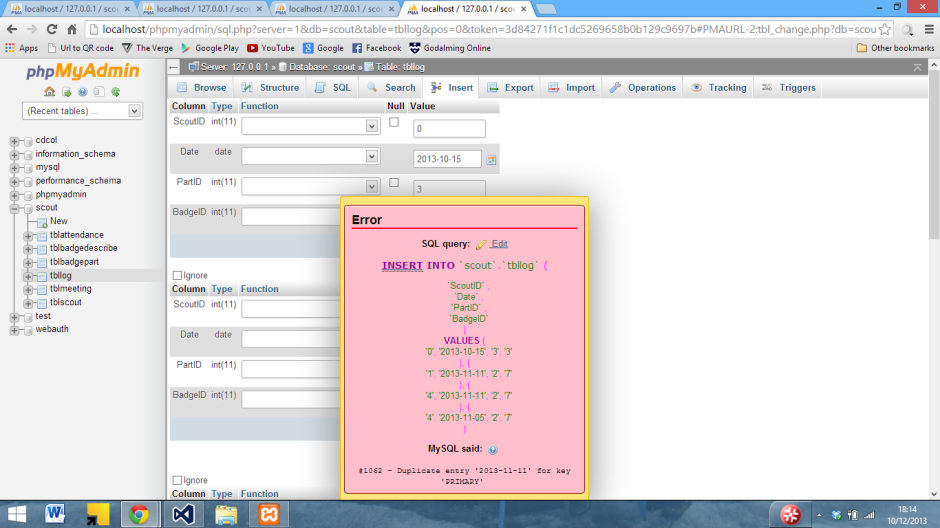 localhost / 127.0.0.1 / scou
localhost / 127.0.0.1 / scou
localhost / 127.0.0.1 / scou
localhost / 127.0.0.1 / scou
localhost/phpmyadmin/sql.php?server=1&db=scout&table=tbllog&pos=0&token=3d84271f1c1dc5269658b0b129c9697b#PMAURL-2:tbl_change.php?db=scou
Apps Url to QR code The Verge Google Play YouTube Google Facebook Godalming Online Other bookmarks
phpMyAdmin
(Recent tables) ...
cdcol
information_schema
mysql
performance_schema
phpmyadmin
scout
New
tblattendance
tblbadgedescribe
tblbadgepart
tbllog
tblmeeting
tblscout
test
webauth
Server: 127.0.0.1 » Database: scout » Table: tbllog
Browse Structure SQL Search Insert Export Import Operations Tracking Triggers
Column Type Function Null Value
ScoutID int(11) 0
Date date 2013-10-15
PartID int(11) 3
BadgeID int(11)
Ignore
Column Type Function
ScoutID int(11)
Date date
PartID int(11)
BadgeID int(11)
Ignore
Column Type Function
Error
SQL query: Edit
INSERT INTO `scout`.`tbllog` (
`ScoutID` ,
`Date` ,
`PartID` ,
`BadgeID`
)
VALUES (
'0', '2013-10-15', '3', '3'
), (
'1', '2013-11-11', '2', '7'
), (
'4', '2013-11-11', '2', '7'
), (
'4', '2013-11-05', '2', '7'
)
MySQL said:
#1062 - Duplicate entry '2013-11-11' for key
'PRIMARY'
18:14
10/12/2013